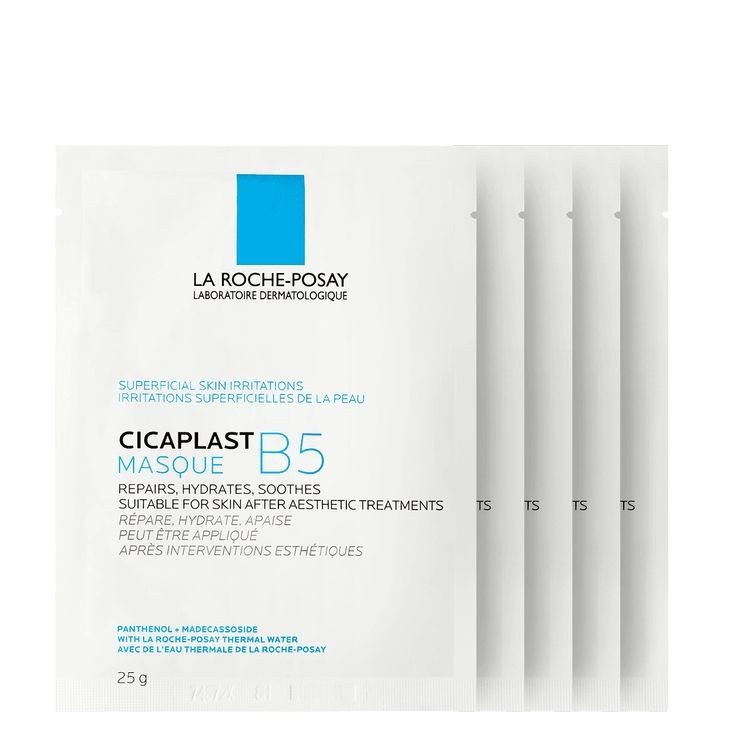 LA ROCHE-POSAY
LABORATOIRE DERMATOLOGIQUE
SUPERFICIAL SKIN IRRITATIONS
IRRITATIONS SUPERFICIELLES DE LA PEAU
CICAPLAST B5
MASQUE
REPAIRS, HYDRATES, SOOTHES
SUITABLE FOR SKIN AFTER AESTHETIC TREATMENTS TS TS TS TS
RÉPARE, HYDRATE, APAISE
PEUT ÊTRE APPLIQUÉ
APRÈS INTERVENTIONS ESTHÉTIQUES
PANTHENOL + MADECASSOSIDE
WITH LA ROCHE-POSAY THERMAL WATER
AVEC DE L'EAU THERMALE DE LA ROCHE-POSAY
25 g